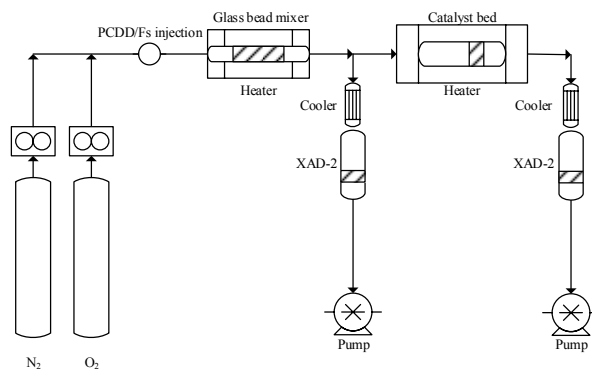 PCDD/Fs injection
Glass bead mixer
Catalyst bed
Heater
Heater
Cooler
Cooler
XAD-2
XAD-2
Pump
Pump
N₂
O₂